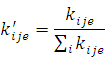 k′ije = kije / ∑i kije